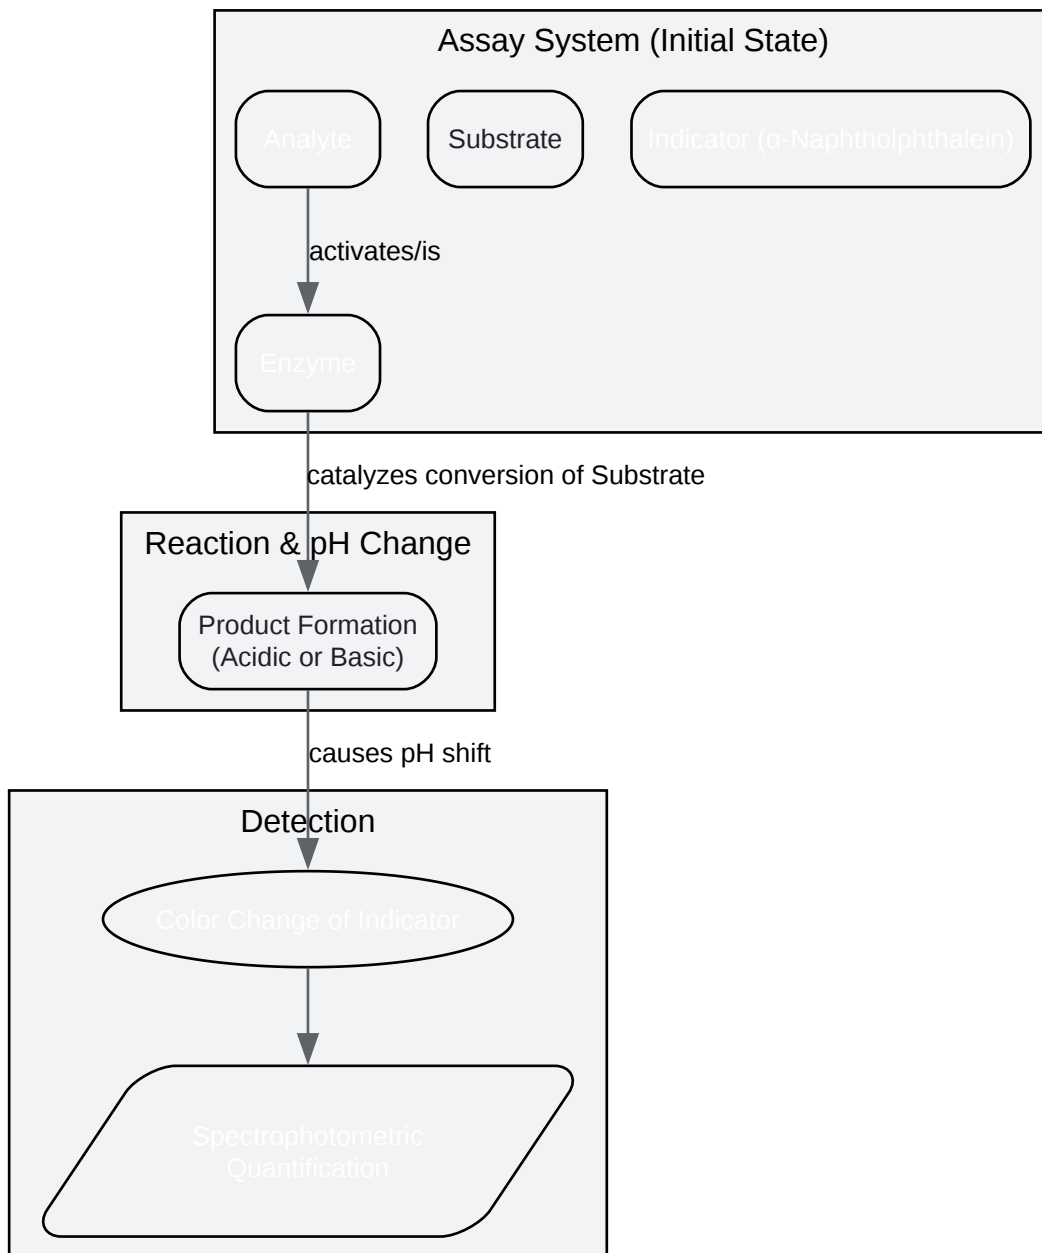 Assay System (Initial State)
Analyte
Substrate
Indicator (α-Naphtholphthalein)
activates/is
Enzyme
catalyzes conversion of Substrate
Reaction & pH Change
Product Formation
(Acidic or Basic)
causes pH shift
Detection
Color Change of Indicator
Spectrophotometric
Quantification